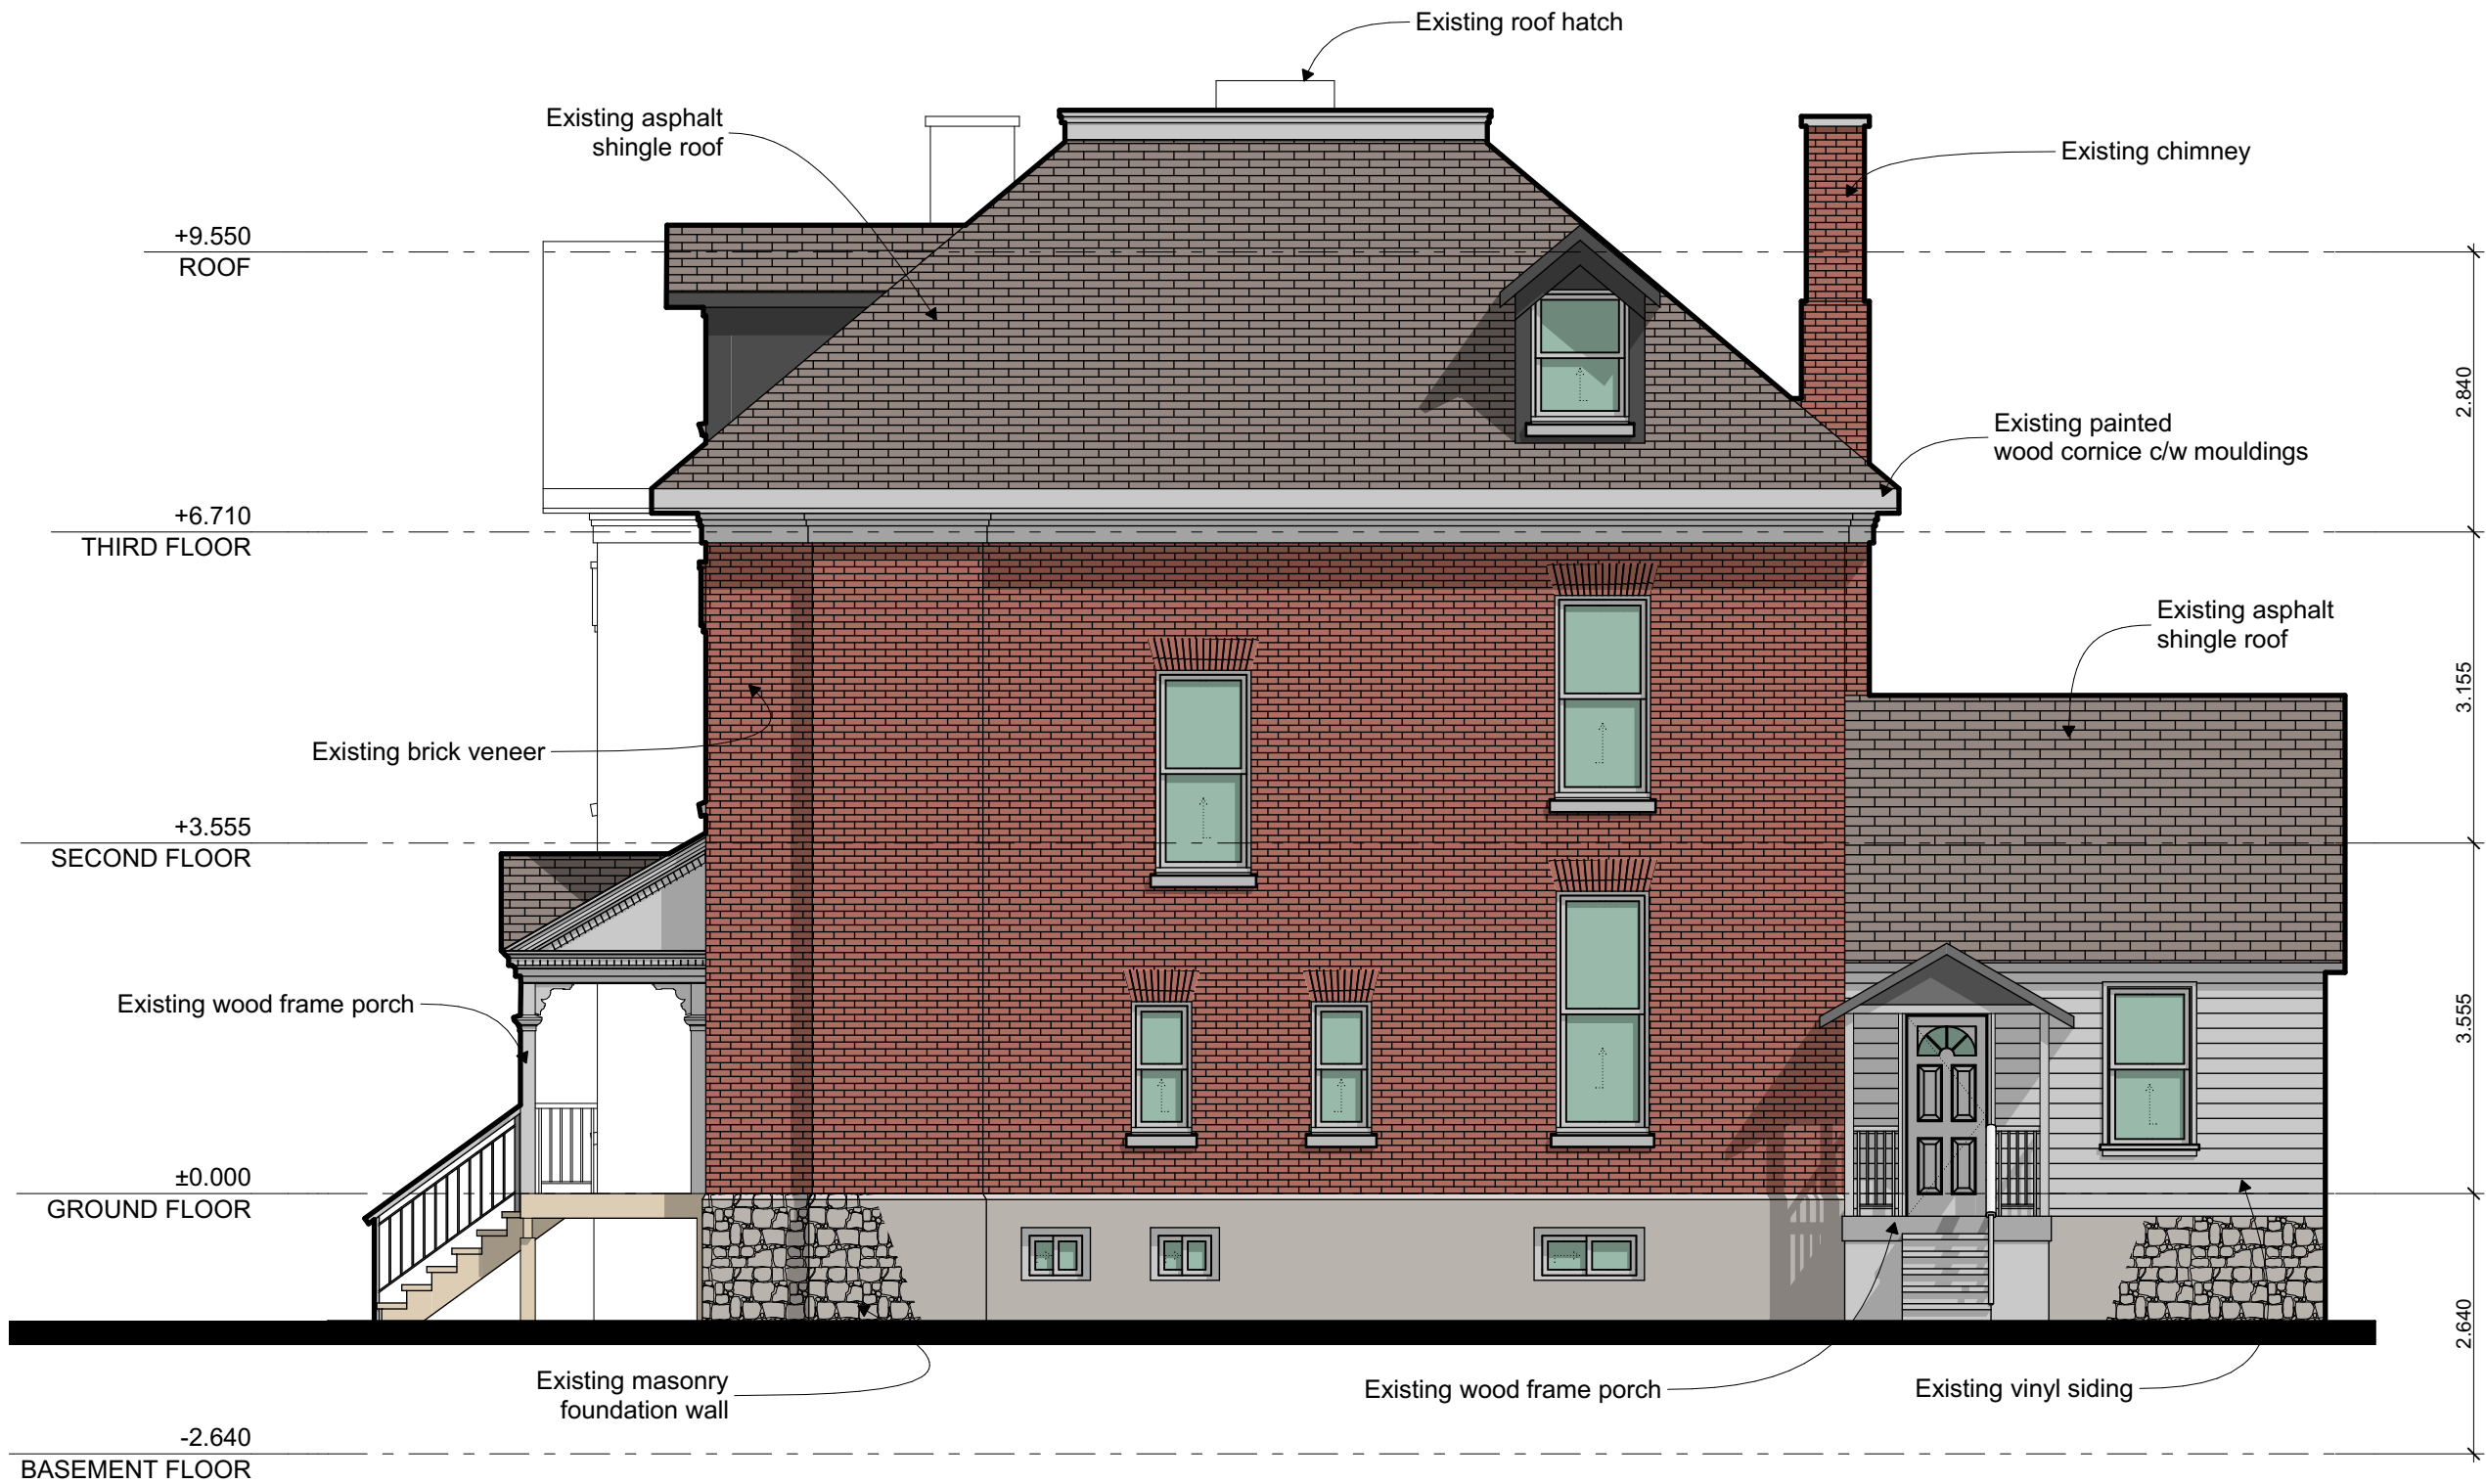 Existing roof hatch
Existing asphalt
shingle roof
Existing chimney
+9.550
ROOF
2.840
Existing painted
wood cornice c/w mouldings
+6.710
THIRD FLOOR
Existing asphalt
shingle roof
3.155
Existing brick veneer
+3.555
SECOND FLOOR
Existing wood frame porch
3.555
±0.000
GROUND FLOOR
2.640
Existing masonry
foundation wall
Existing wood frame porch
Existing vinyl siding
-2.640
BASEMENT FLOOR